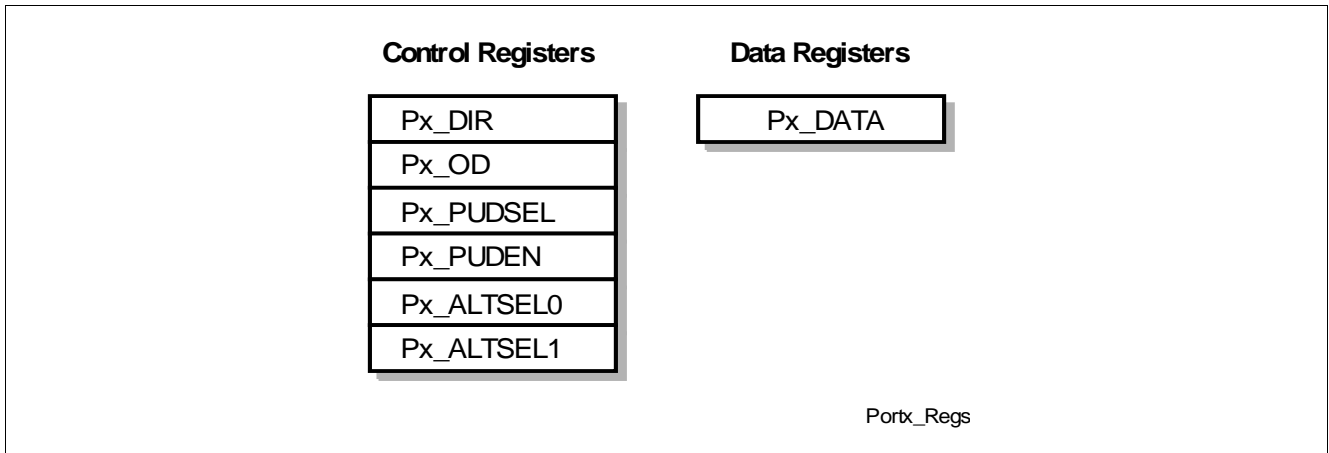 Control Registers
Data Registers
Px_DIR
Px_DATA
Px_OD
Px_PUDSEL
Px_PUDEN
Px_ALTSEL0
Px_ALTSEL1
Portx_Regs